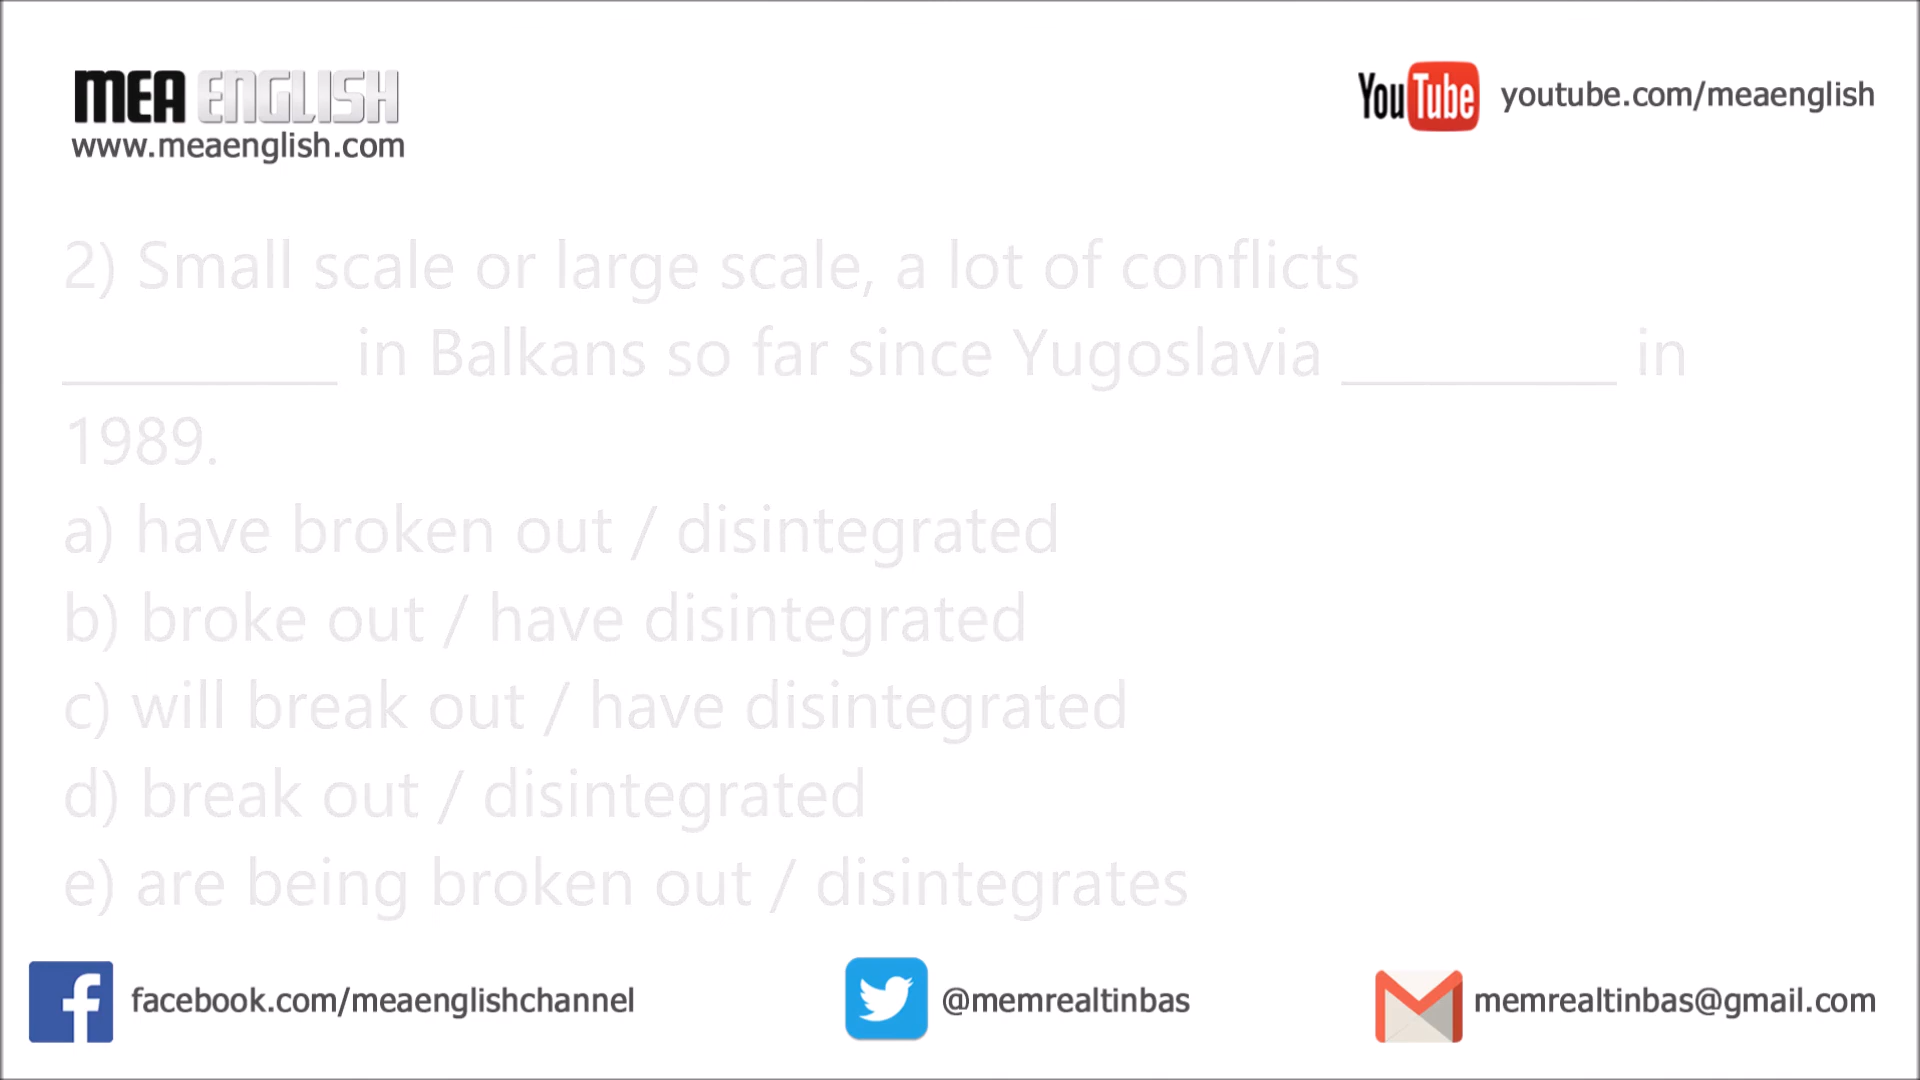 MEA ENGLISH
www.meaenglish.com
YouTube youtube.com/meaenglish
2) Small scale or large scale, a lot of conflicts
_________ in Balkans so far since Yugoslavia _________ in
1989.
a) have broken out / disintegrated
b) broke out / have disintegrated
c) will break out / have disintegrated
d) break out / disintegrated
e) are being broken out / disintegrates
facebook.com/meaenglishchannel
@memrealtinbas
memrealtinbas@gmail.com